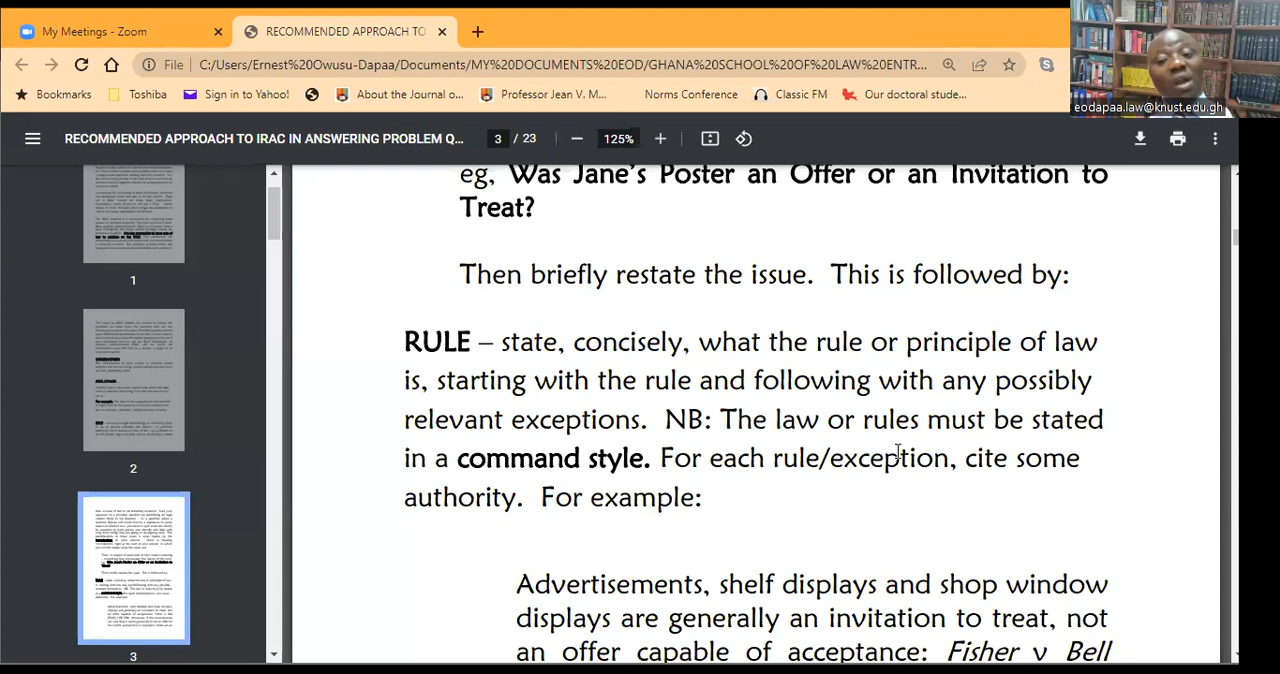 My Meetings - Zoom
RECOMMENDED APPROACH TO
File
C:/Users/Ernest%20Owusu-Dapaa/Documents/MY%20DOCUMENTS%20EOD/GHANA%20SCHOOL%20OF%20LAW%20ENTR...
Bookmarks
Toshiba
Sign in to Yahoo!
About the Journal o...
Professor Jean V. M...
Norms Conference
Classic FM
Our doctoral stude...
eodapaa.law@knust.edu.gh
RECOMMENDED APPROACH TO IRAC IN ANSWERING PROBLEM Q...
3 / 23
125%
eg, Was Jane's Poster an Offer or an Invitation to
Treat?
Then briefly restate the issue. This is followed by:
RULE – state, concisely, what the rule or principle of law
is, starting with the rule and following with any possibly
relevant exceptions. NB: The law or rules must be stated
in a command style. For each rule/exception, cite some
authority. For example:
Advertisements, shelf displays and shop window
displays are generally an invitation to treat, not
an offer capable of acceptance: Fisher v Bell
1
2
3